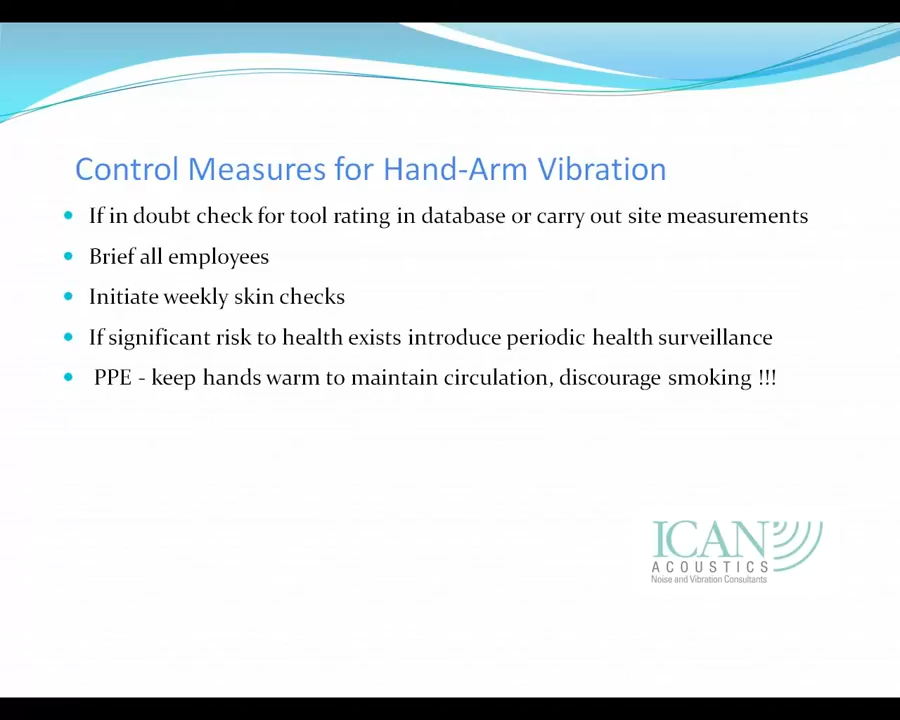 Control Measures for Hand-Arm Vibration
If in doubt check for tool rating in database or carry out site measurements
Brief all employees
Initiate weekly skin checks
If significant risk to health exists introduce periodic health surveillance
PPE - keep hands warm to maintain circulation, discourage smoking !!!
ICAN
ACOUSTICS
Noise and Vibration Consultants